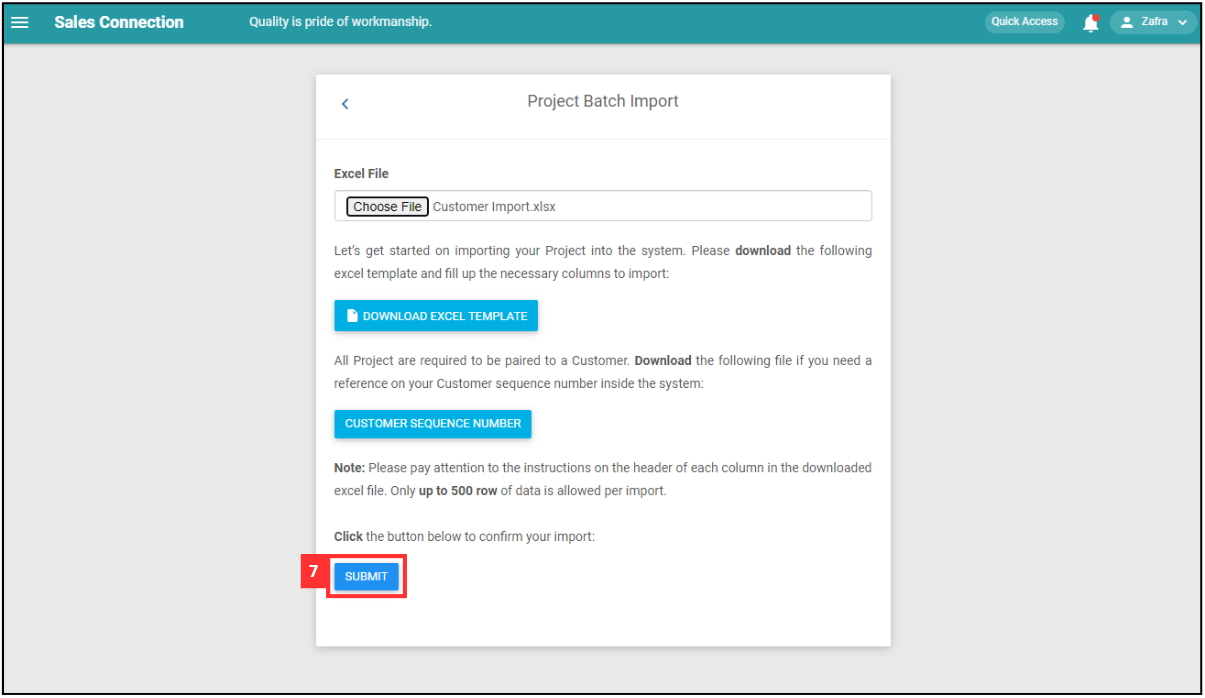 Sales Connection Quality is pride of workmanship. Quick Access Zafra
Project Batch Import
Excel File
Choose File Customer Import.xlsx
Let's get started on importing your Project into the system. Please download the following
excel template and fill up the necessary columns to import:
DOWNLOAD EXCEL TEMPLATE
All Project are required to be paired to a Customer. Download the following file if you need a
reference on your Customer sequence number inside the system:
CUSTOMER SEQUENCE NUMBER
Note: Please pay attention to the instructions on the header of each column in the downloaded
excel file. Only up to 500 row of data is allowed per import.
Click the button below to confirm your import:
7 SUBMIT